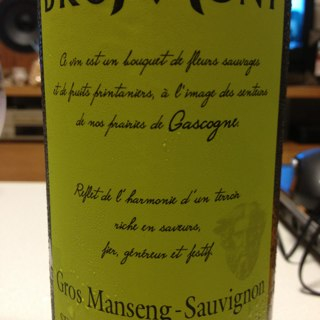 BRUMONT
Ce vin est un bouquet de fleurs sauvages
et de fruits printaniers, à l'image des senteurs
de nos prairies de Gascogne.
Reflet de l'harmonie d'un terroir
riche en saveurs,
fier, généreux et festif.
Gros Manseng - Sauvignon